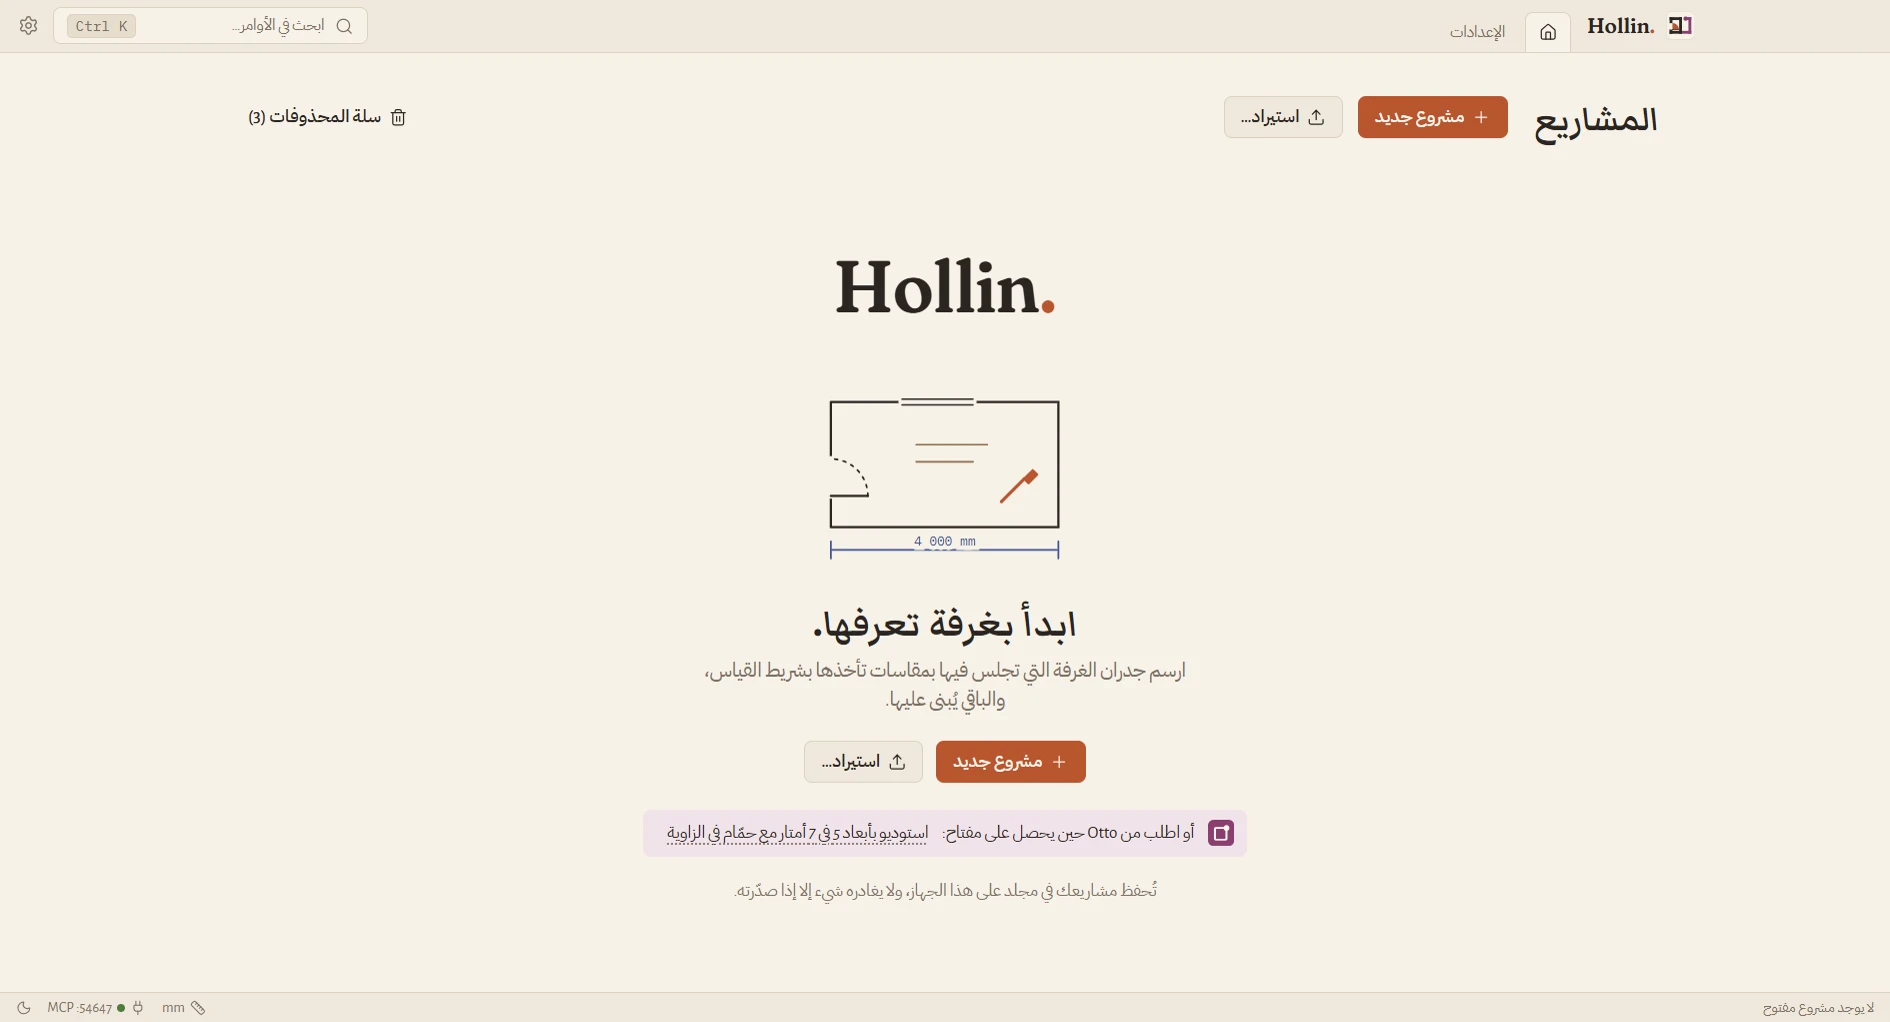 Hollin.
الإعدادات
ابحث في الأوامر...
Ctrl K
المشاريع
مشروع جديد
استيراد...
سلة المحذوفات (3)
Hollin.
4 000 mm
ابدأ بغرفة تعرفها.
ارسم جدران الغرفة التي تجلس فيها بمقاسات تأخذها بشريط القياس،
والباقي يُبنى عليها.
مشروع جديد
استيراد...
أو اطلب من Otto حين يحصل على مفتاح: استوديو بأبعاد 5 في 7 أمتار مع حمّام في الزاوية
تُحفظ مشاريعك في مجلد على هذا الجهاز، ولا يغادره شيء إلا إذا صدّرته.
لا يوجد مشروع مفتوح
mm
MCP :54647